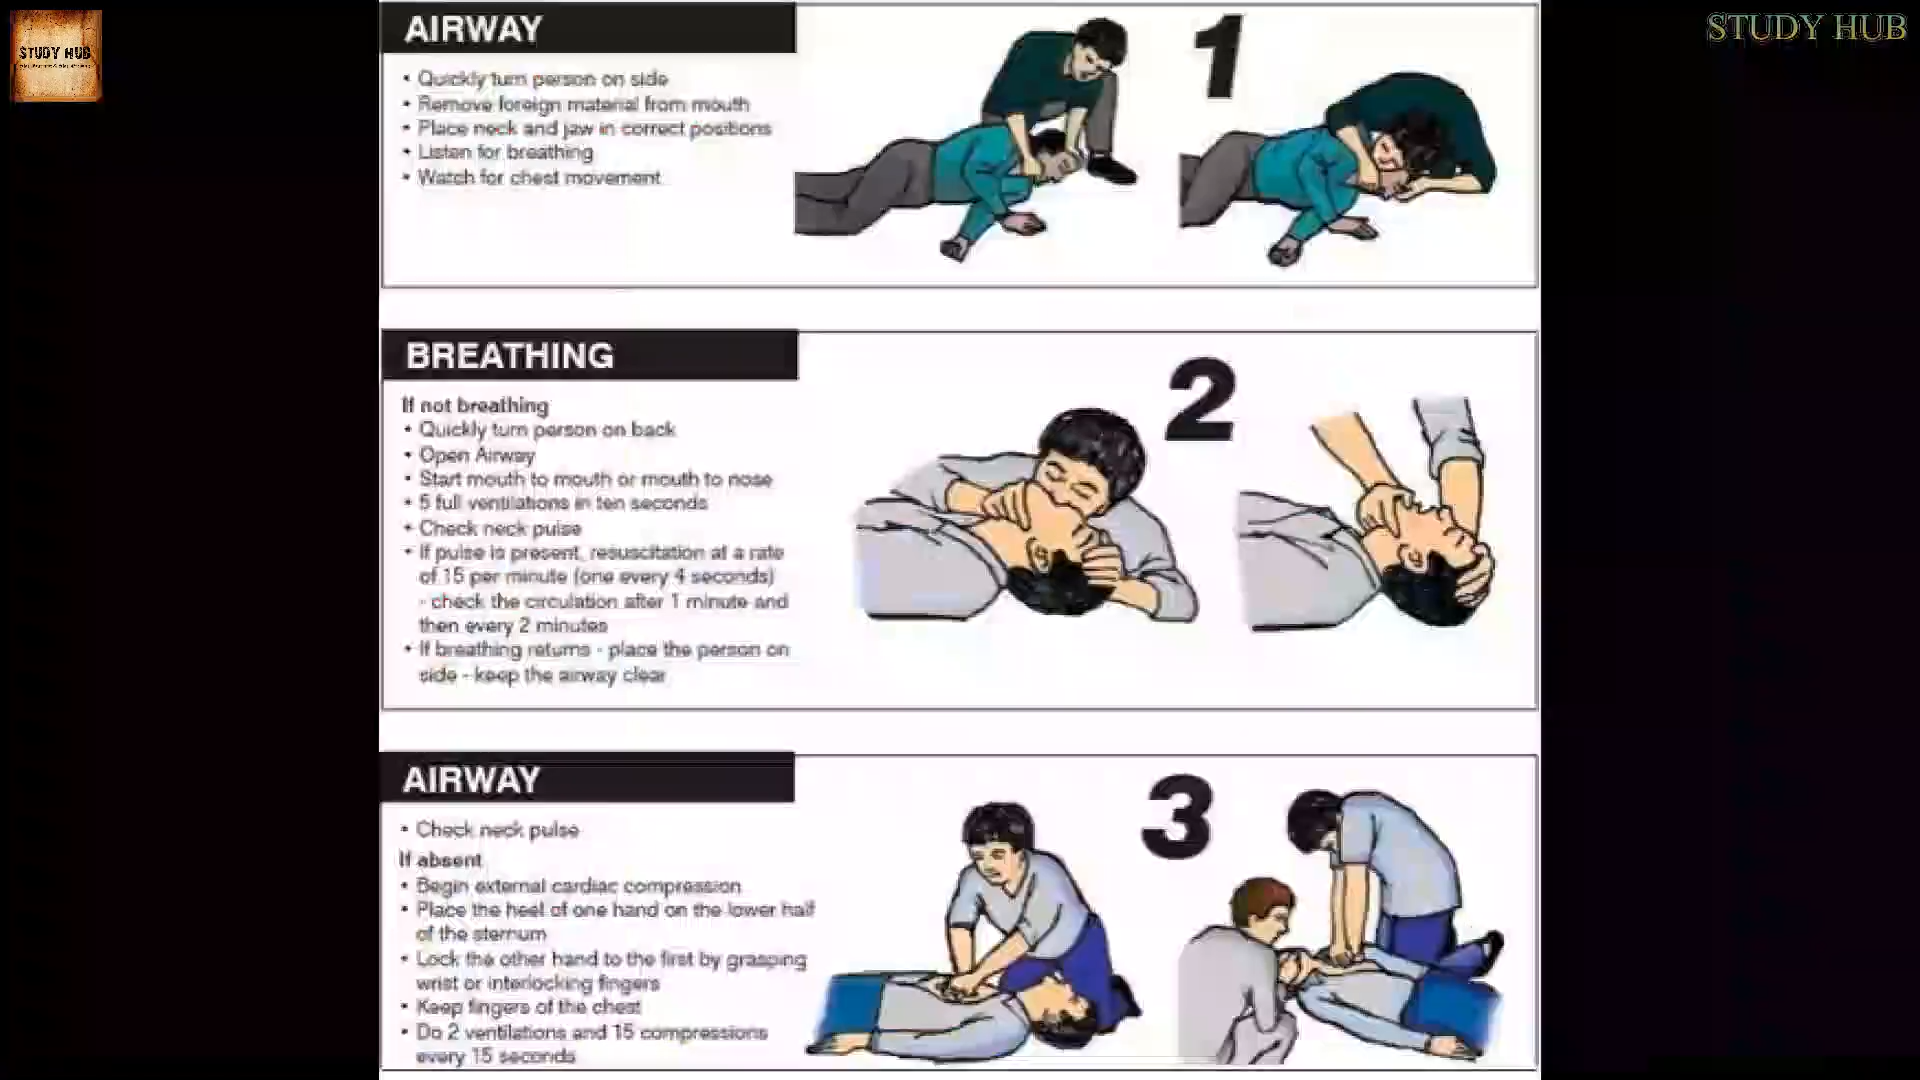 STUDY HUB
STUDY HUB
AIRWAY
1
• Quickly turn person on side
• Remove foreign material from mouth
• Place neck and jaw in correct positions
• Listen for breathing
• Watch for chest movement
BREATHING
2
If not breathing
• Quickly turn person on back
• Open Airway
• Start mouth to mouth or mouth to nose
• 5 full ventilations in ten seconds
• Check neck pulse
• If pulse is present, resuscitation at a rate
of 15 per minute (one every 4 seconds)
- check the circulation after 1 minute and
then every 2 minutes
• If breathing returns - place the person on
side - keep the airway clear
AIRWAY
3
• Check neck pulse
If absent
• Begin external cardiac compression
• Place the heel of one hand on the lower half
of the sternum
• Lock the other hand to the first by grasping
wrist or interlocking fingers
• Keep fingers of the chest
• Do 2 ventilations and 15 compressions
every 15 seconds